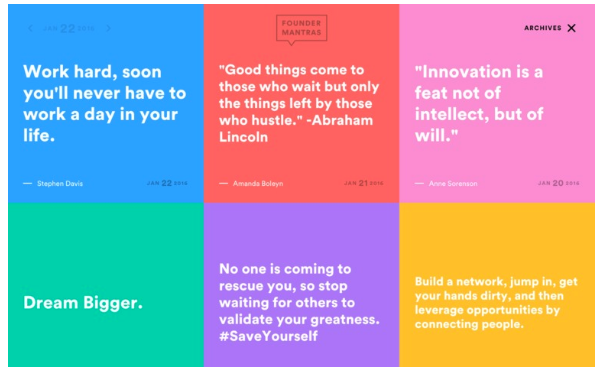 < JAN 22 2016 >
FOUNDER
MANTRAS
ARCHIVES X
Work hard, soon
you'll never have to
work a day in your
life.
— Stephen Davis
JAN 22 2016
"Good things come to
those who wait but only
the things left by those
who hustle." -Abraham
Lincoln
— Amanda Boleyn
JAN 21 2016
"Innovation is a
feat not of
intellect, but of
will."
— Anne Sorenson
JAN 20 2016
Dream Bigger.
No one is coming to
rescue you, so stop
waiting for others to
validate your greatness.
#SaveYourself
Build a network, jump in, get
your hands dirty, and then
leverage opportunities by
connecting people.